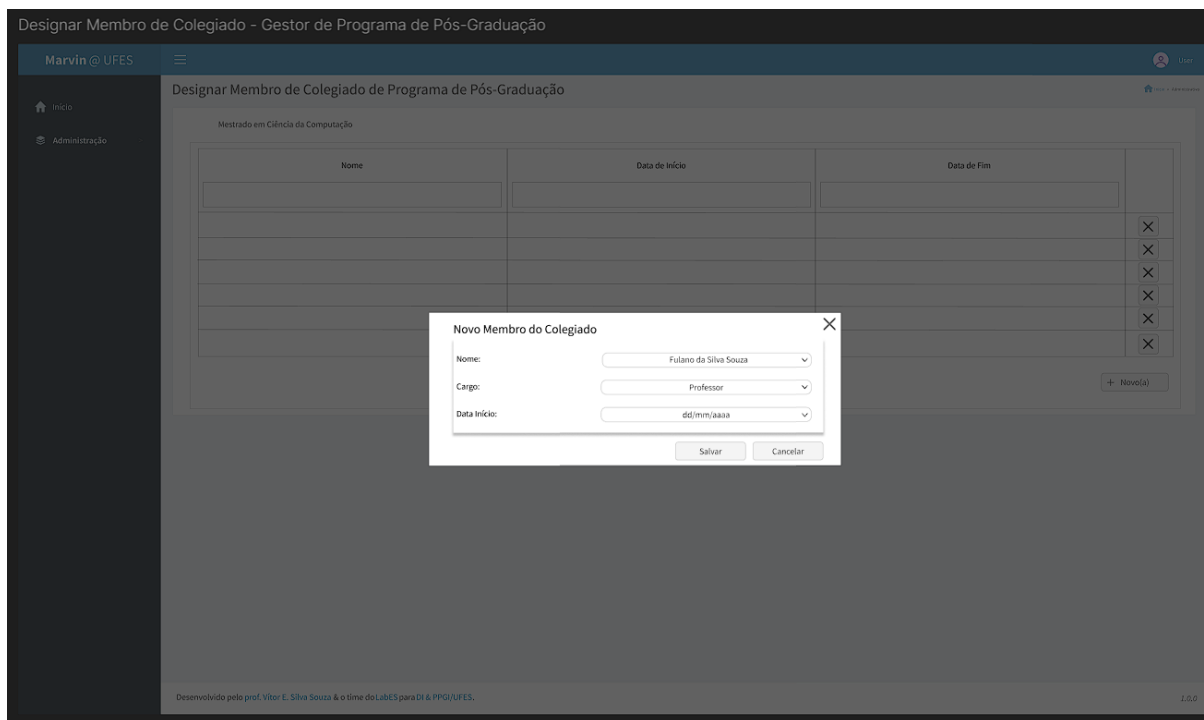 Designar Membro de Colegiado - Gestor de Programa de Pós-Graduação
Marvin @ UFES
User
Designar Membro de Colegiado de Programa de Pós-Graduação
Início
Administração
Mestrado em Ciência da Computação
Nome Data de Início Data de Fim
Novo Membro do Colegiado
Nome: Fulano da Silva Souza
Cargo: Professor
Data Início: dd/mm/aaaa
Salvar Cancelar
+ Novo(a)
Desenvolvido pelo prof. Vítor E. Silva Souza & o time do LabES para DI & PPGI/UFES.
1.0.0